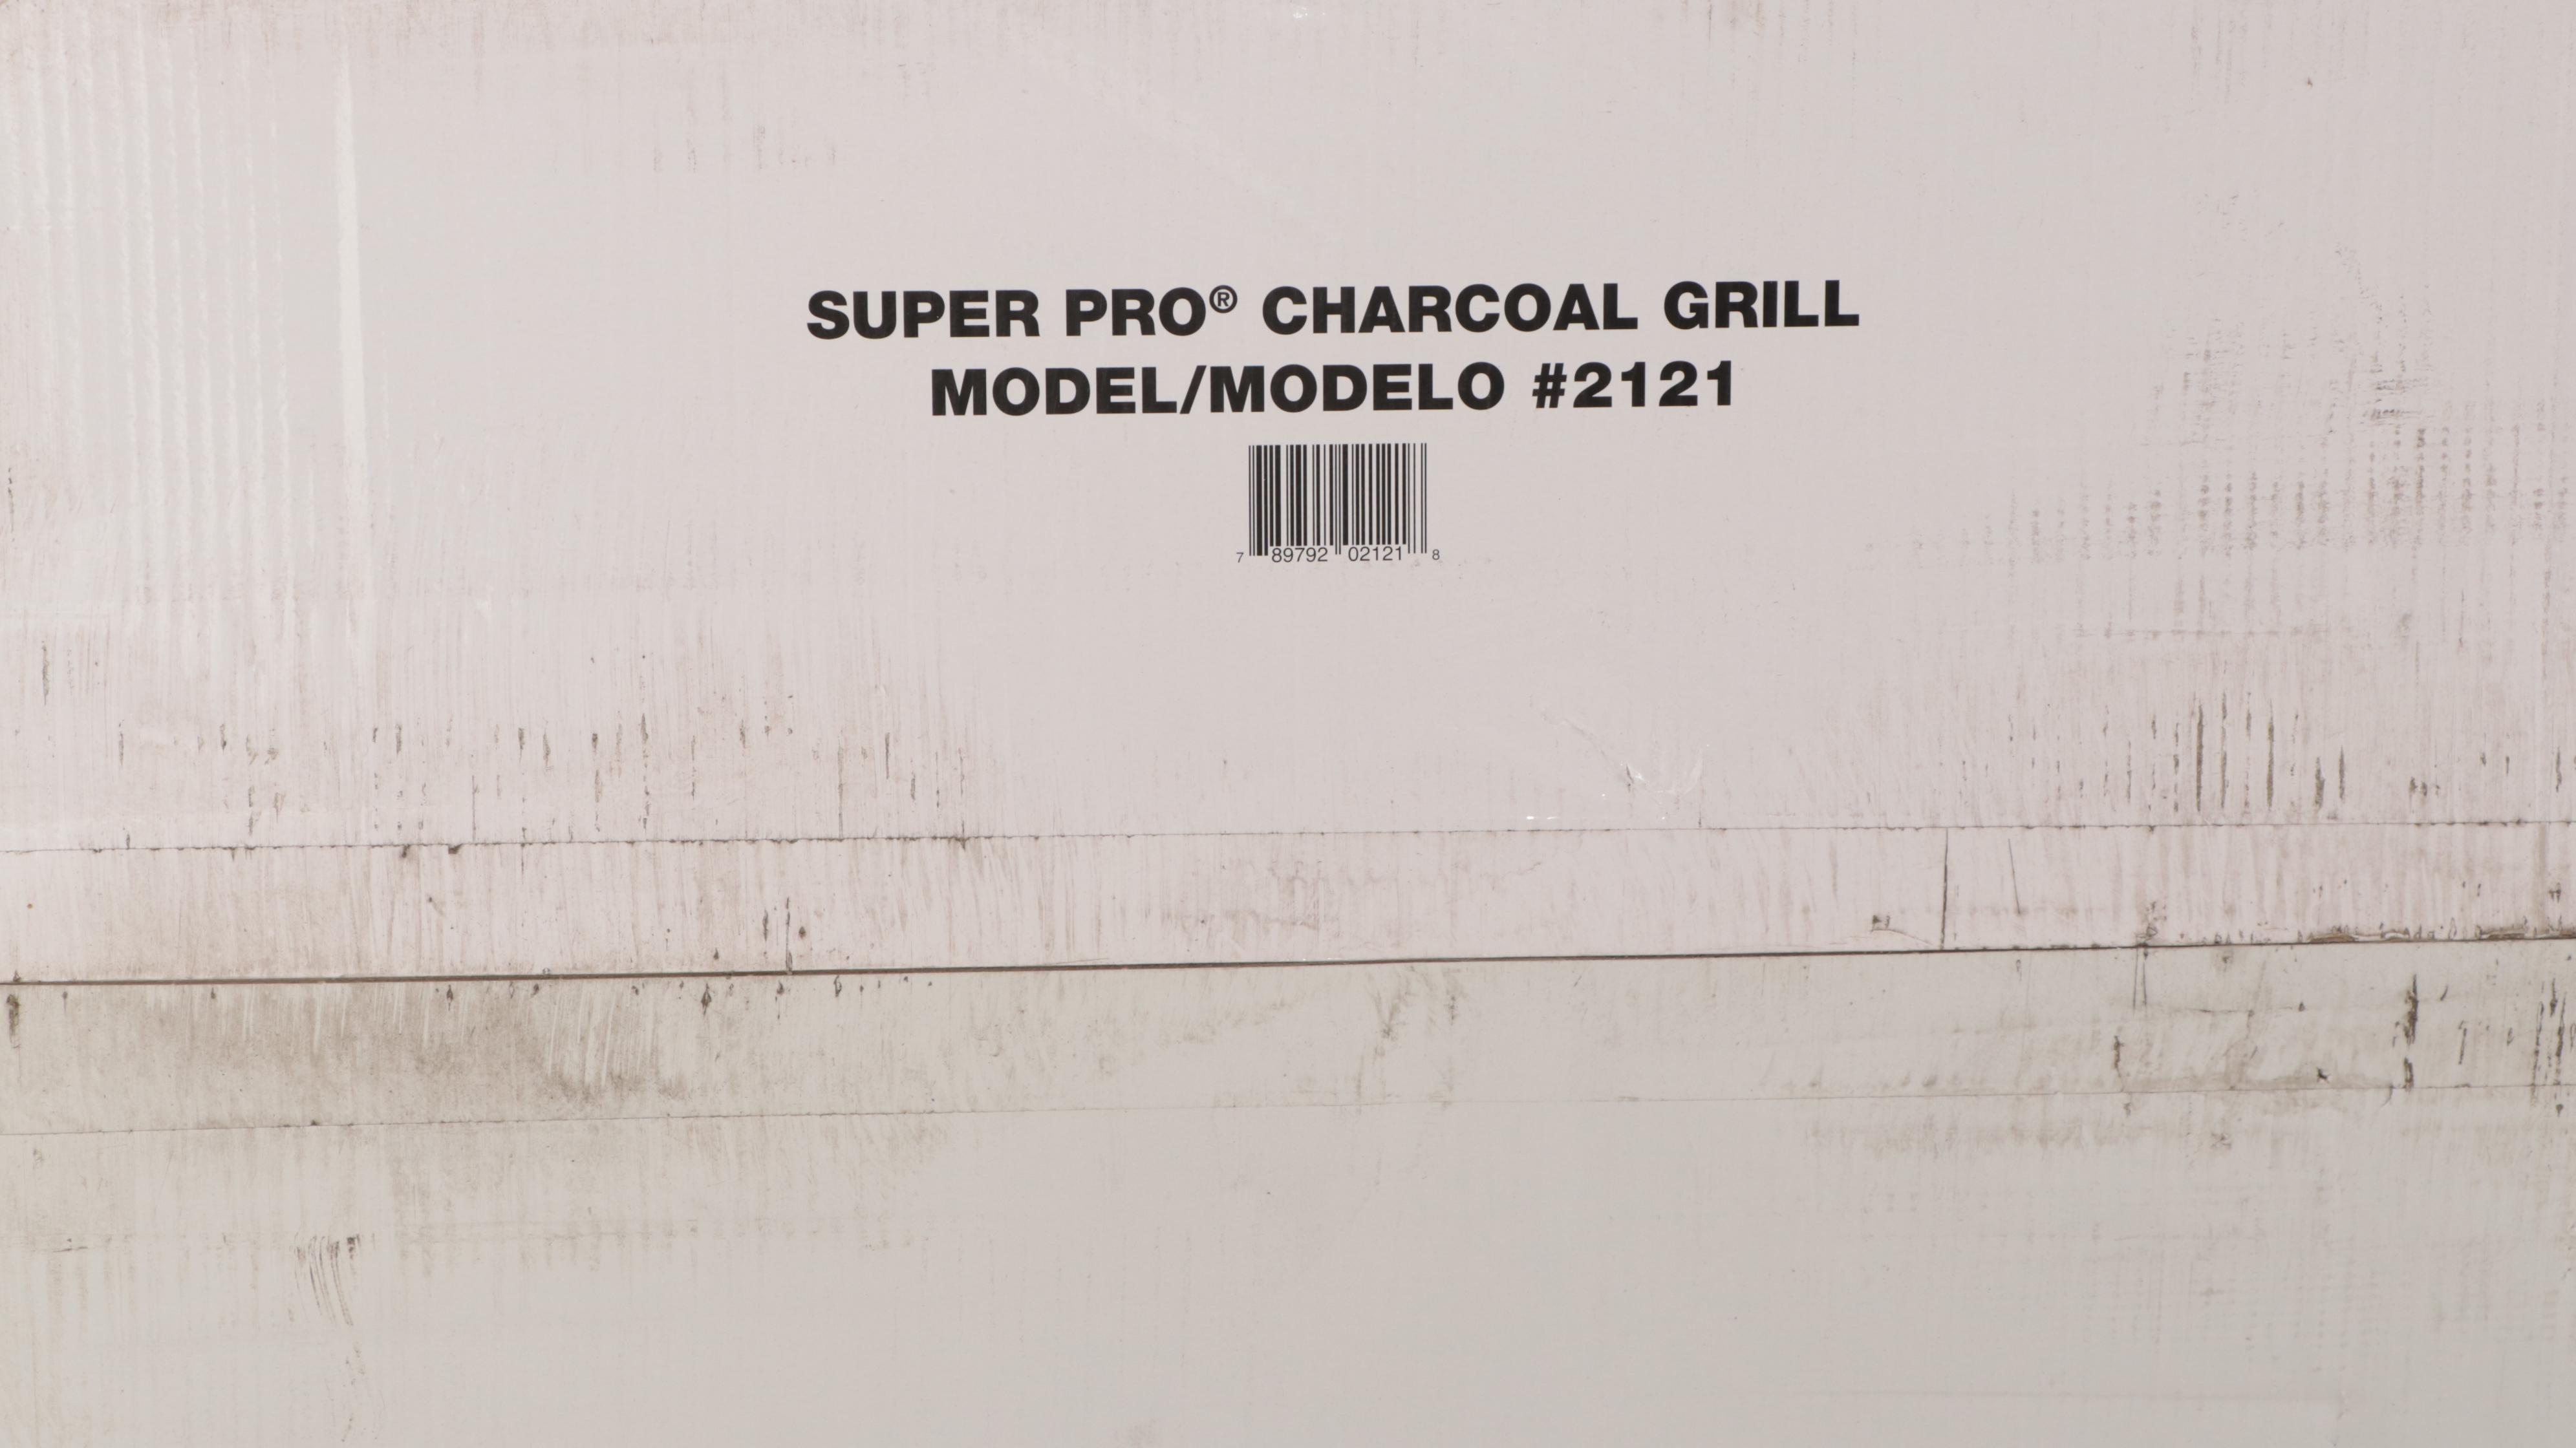 SUPER PRO® CHARCOAL GRILL
MODEL/MODELO #2121
7 89792 02121 8